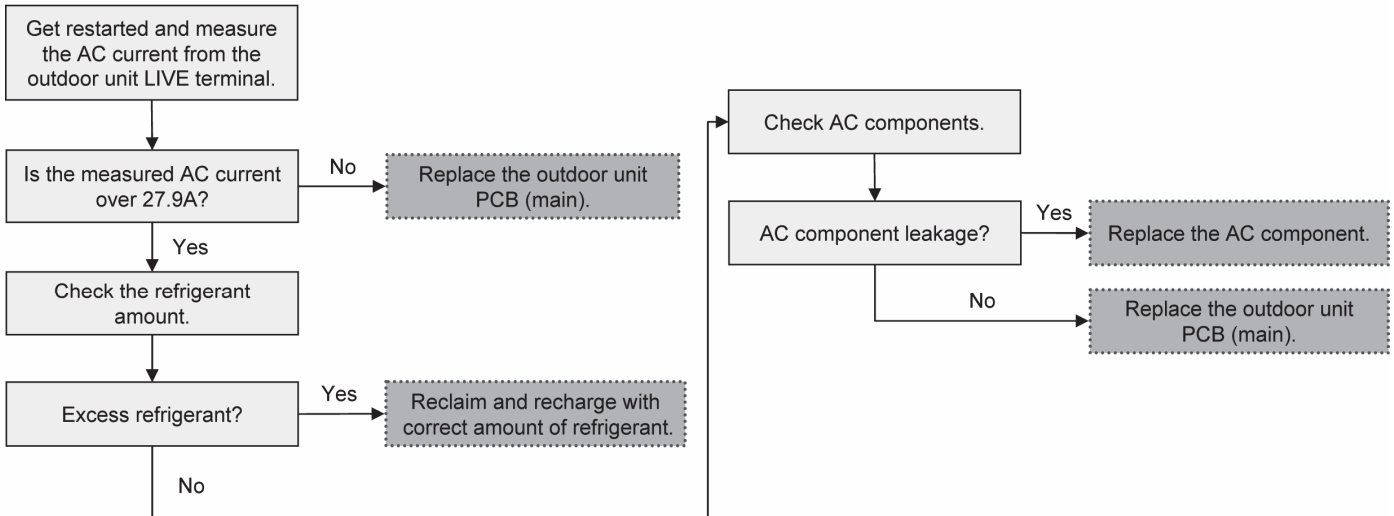 Get restarted and measure
the AC current from the
outdoor unit LIVE terminal.
Is the measured AC current
over 27.9A?
No
Replace the outdoor unit
PCB (main).
Yes
Check the refrigerant
amount.
Excess refrigerant?
Yes
Reclaim and recharge with
correct amount of refrigerant.
No
Check AC components.
AC component leakage?
Yes
Replace the AC component.
No
Replace the outdoor unit
PCB (main).